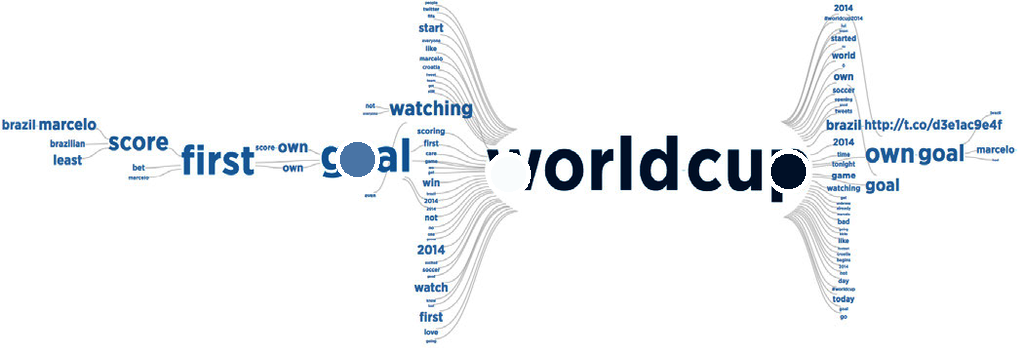 people
twitter
fifa
start
everyone
like
marcelo
croatia
not
watching
scoring
first
care
game
win
2014
not
2014
soccer
watch
first
love
going
even
brazil marcelo
brazilian
least
score
bet
marcelo
first
score own
own
goal
worldcup
2014
#worldcup2014
started
world
own
soccer
opening
tweets
brazil http://t.co/d3e1ac9e4f
2014
time
tonight
game
watching
own goal
marcelo
goal
bad
like
croatia
begins
2014
day
#worldcup
today
goal
go